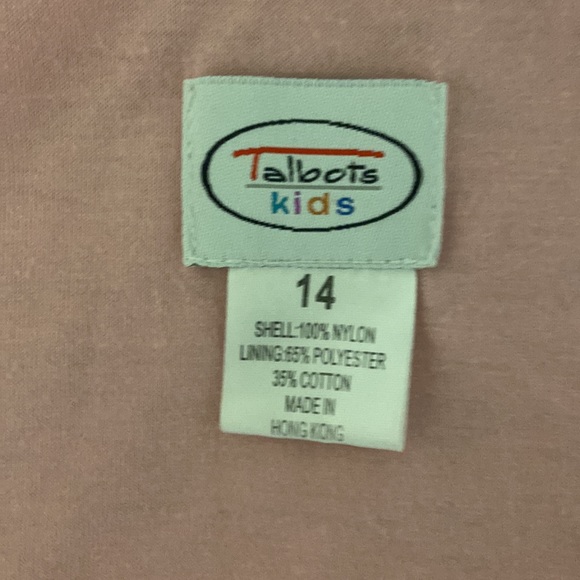 Talbots
kids
14
SHELL:100% NYLON
LINING:65% POLYESTER
35% COTTON
MADE IN
HONG KONG